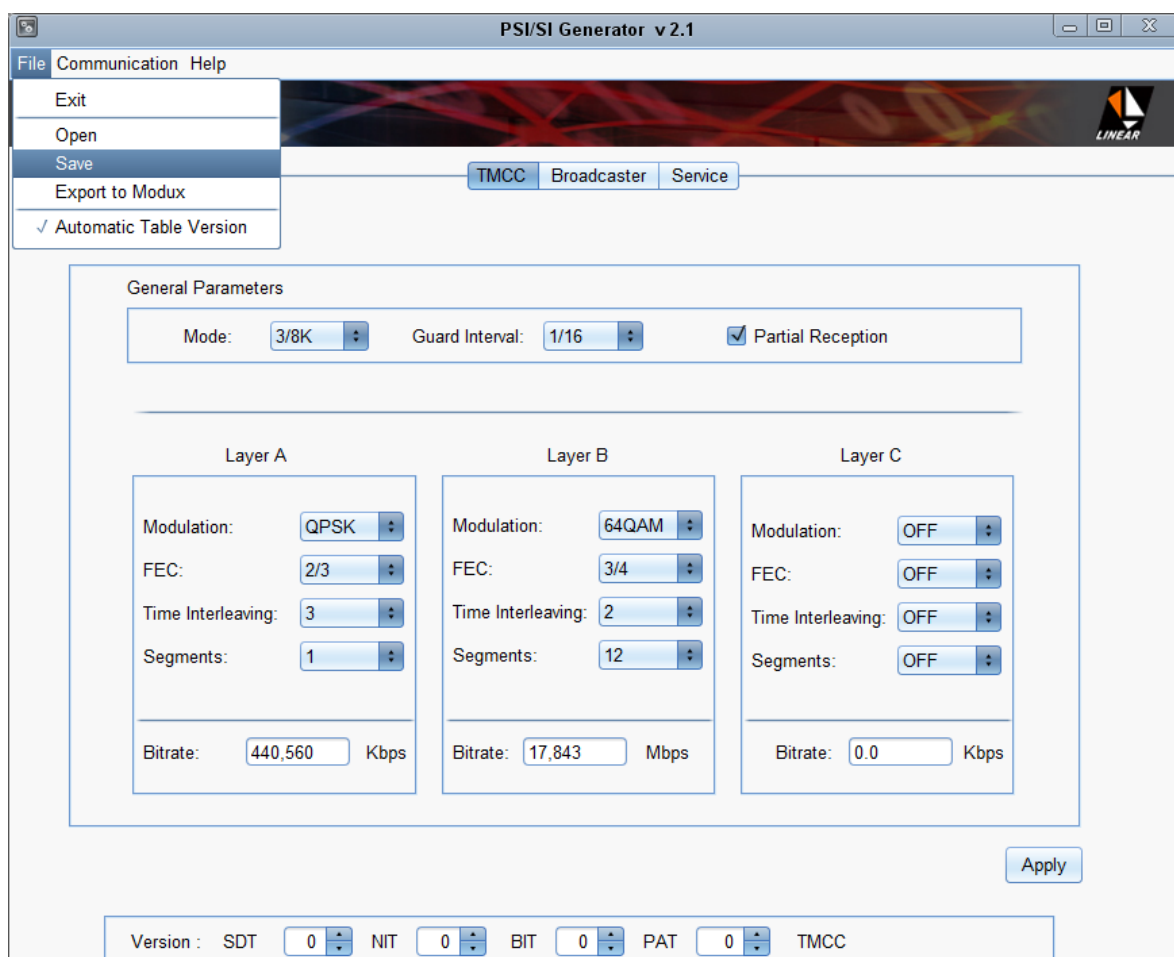 PSI/SI Generator v 2.1
File Communication Help
Exit
Open
Save
Export to Modux
√ Automatic Table Version
LINEAR
TMCC Broadcaster Service
General Parameters
Mode: 3/8K Guard Interval: 1/16 Partial Reception
Layer A Layer B Layer C
Modulation: QPSK Modulation: 64QAM Modulation: OFF
FEC: 2/3 FEC: 3/4 FEC: OFF
Time Interleaving: 3 Time Interleaving: 2 Time Interleaving: OFF
Segments: 1 Segments: 12 Segments: OFF
Bitrate: 440,560 Kbps Bitrate: 17,843 Mbps Bitrate: 0.0 Kbps
Apply
Version : SDT 0 NIT 0 BIT 0 PAT 0 TMCC